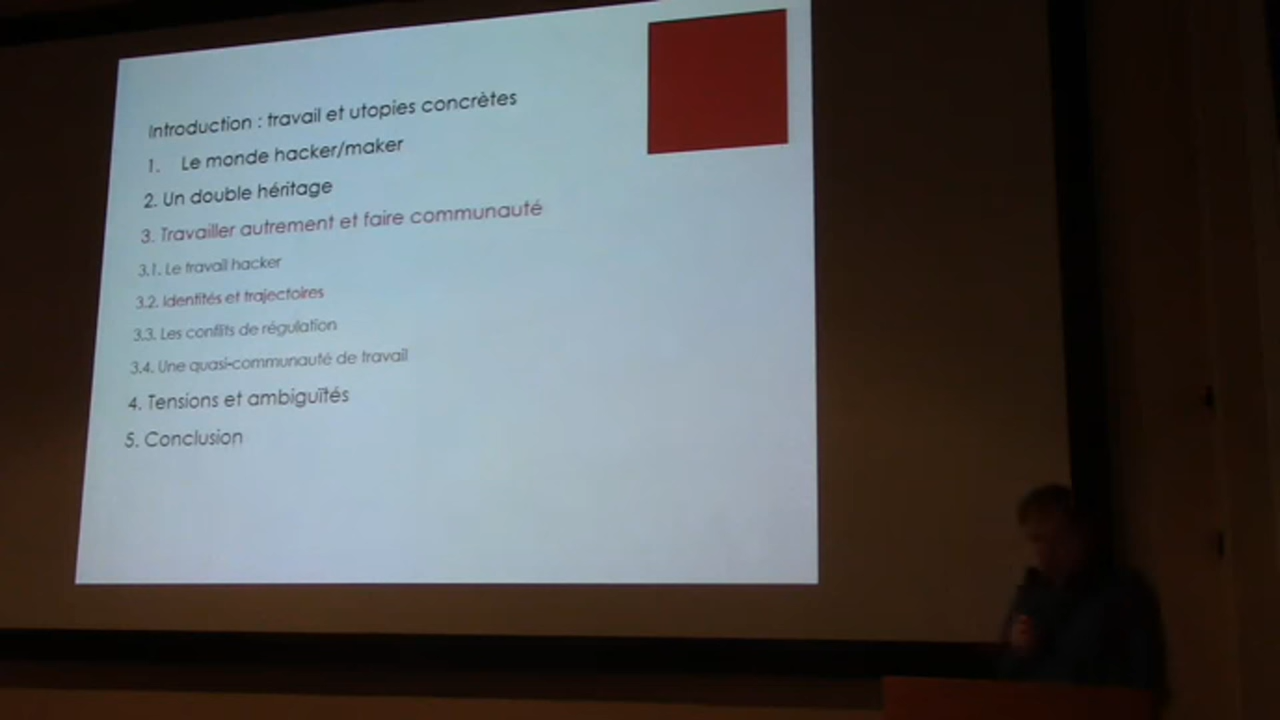 Introduction : travail et utopies concrètes
1. Le monde hacker/maker
2. Un double héritage
3. Travailler autrement et faire communauté
3.1. Le travail hacker
3.2. Identités et trajectoires
3.3. Les conflits de régulation
3.4. Une quasi-communauté de travail
4. Tensions et ambiguïtés
5. Conclusion